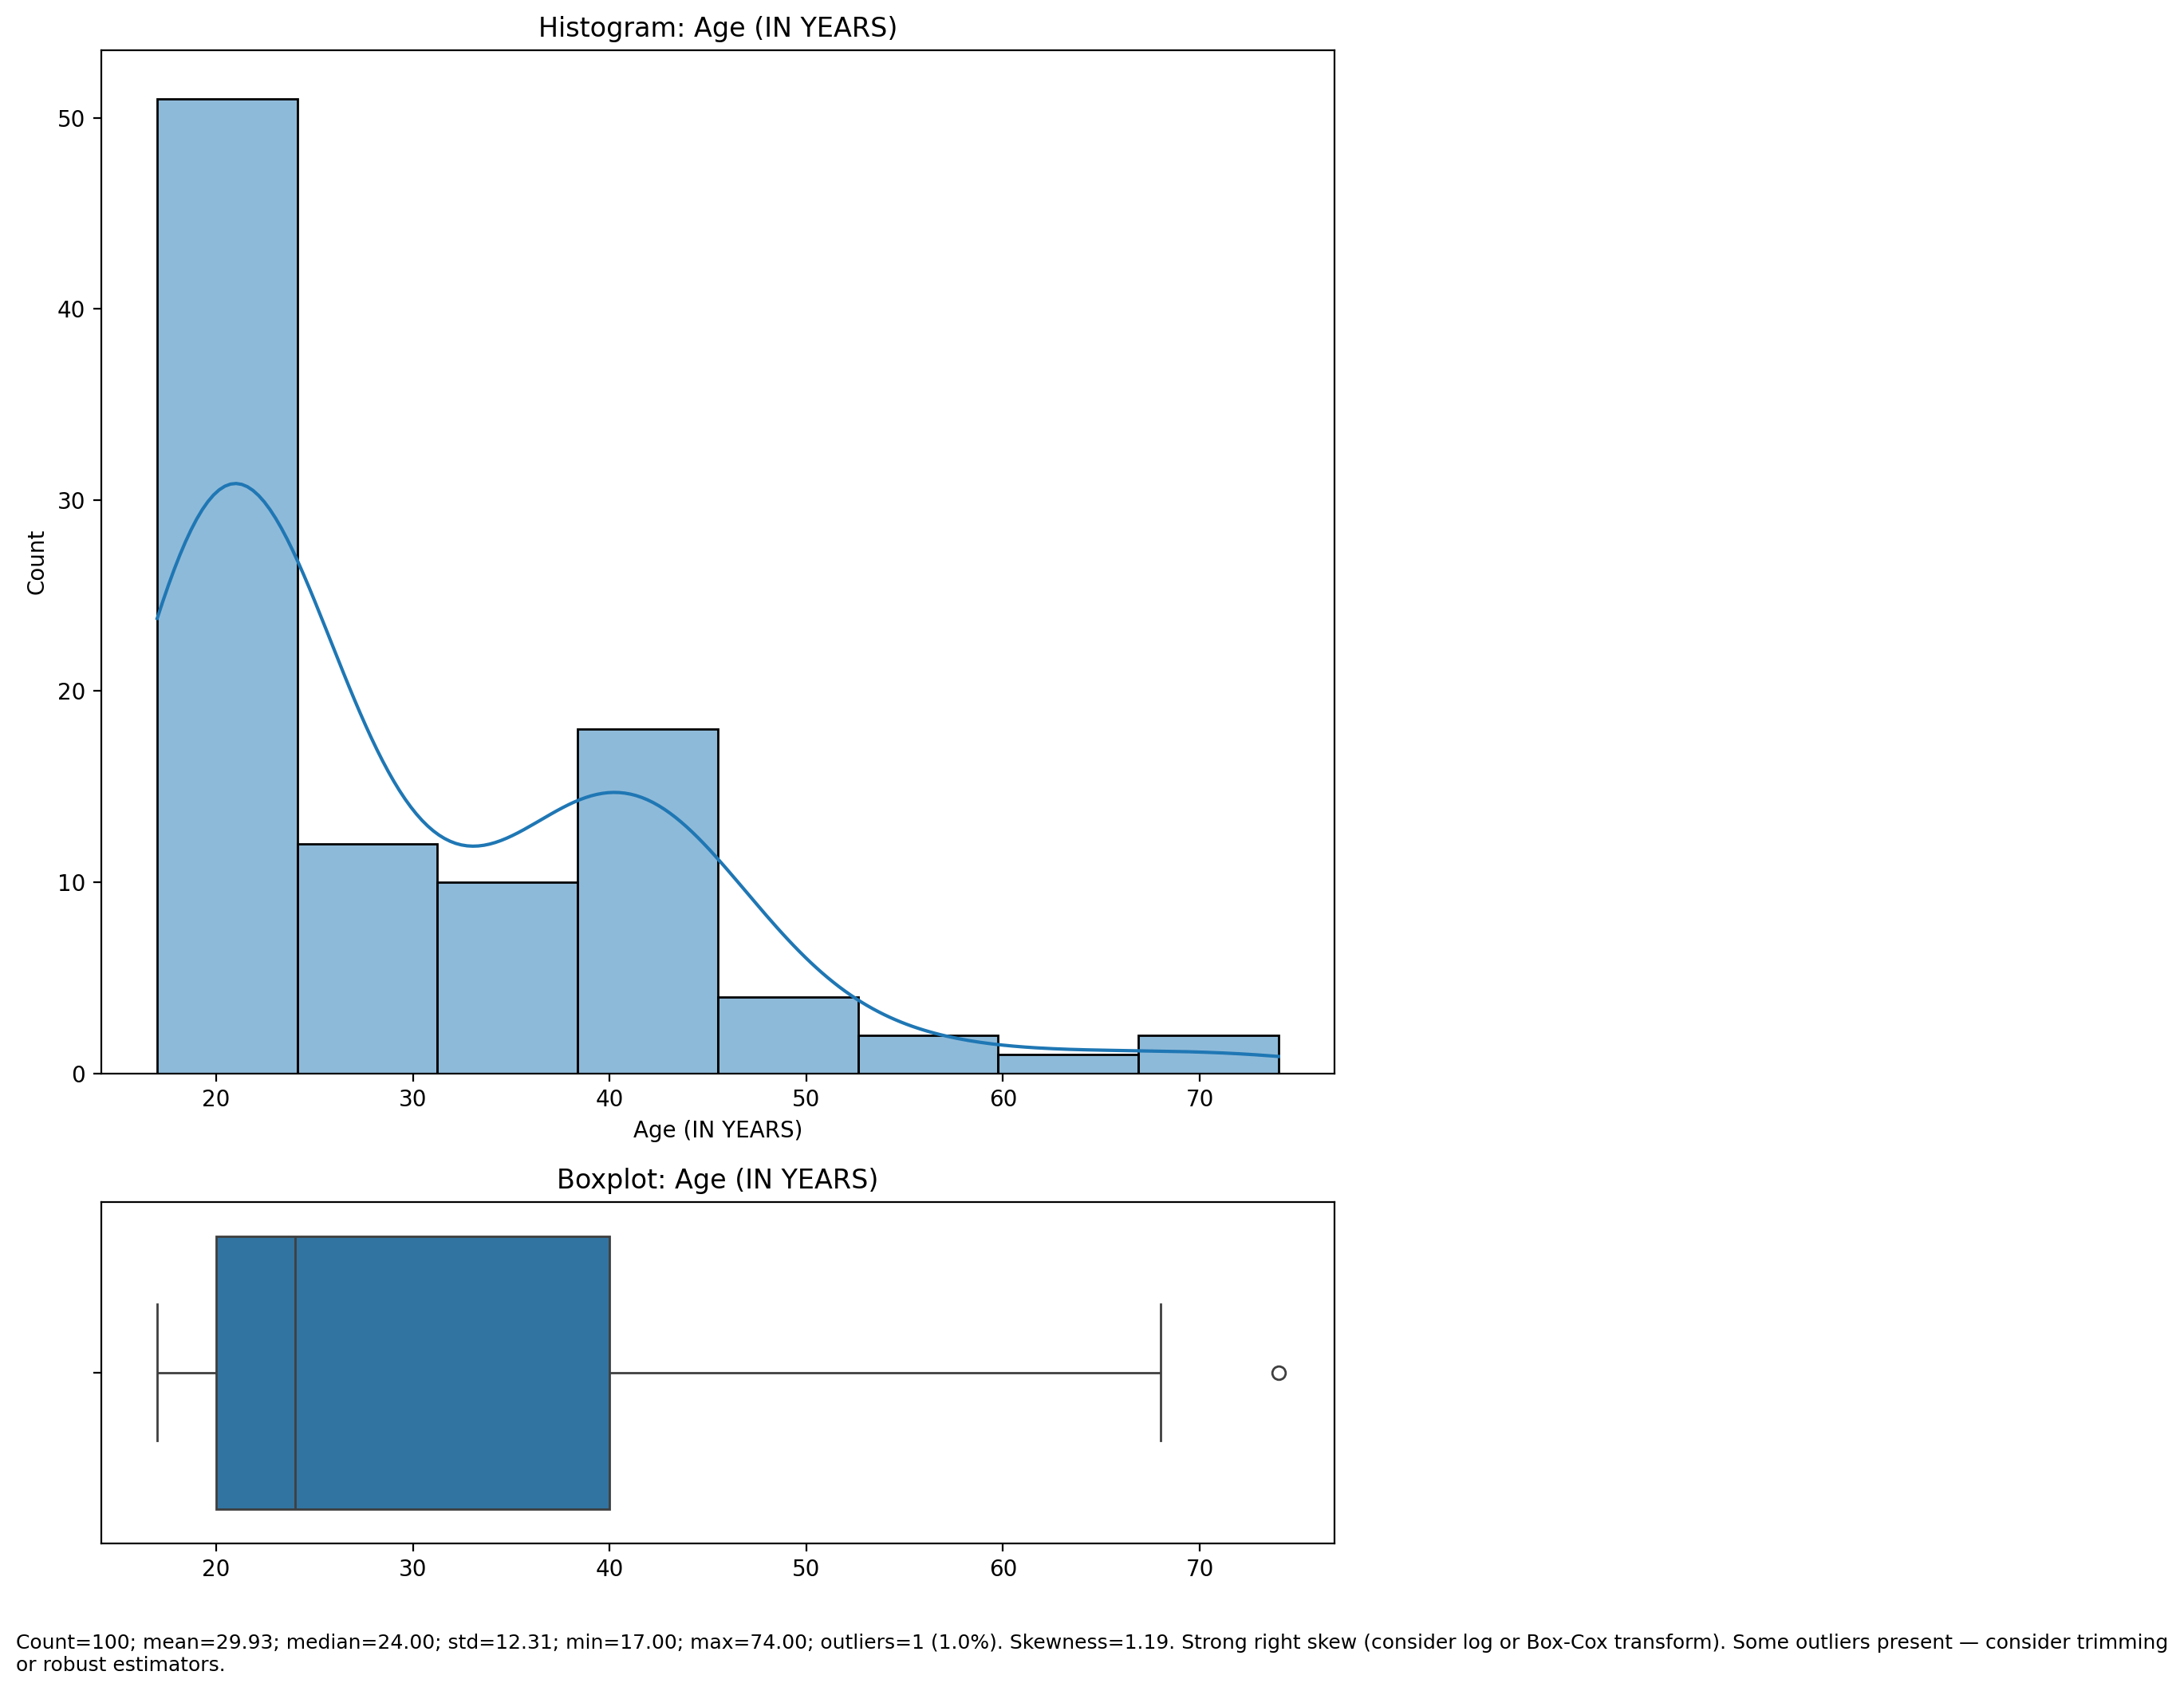 Histogram: Age (IN YEARS)
50
40
30
20
10
0
Count
20 30 40 50 60 70
Age (IN YEARS)
Boxplot: Age (IN YEARS)
20 30 40 50 60 70
Count=100; mean=29.93; median=24.00; std=12.31; min=17.00; max=74.00; outliers=1 (1.0%). Skewness=1.19. Strong right skew (consider log or Box-Cox transform). Some outliers present — consider trimming
or robust estimators.